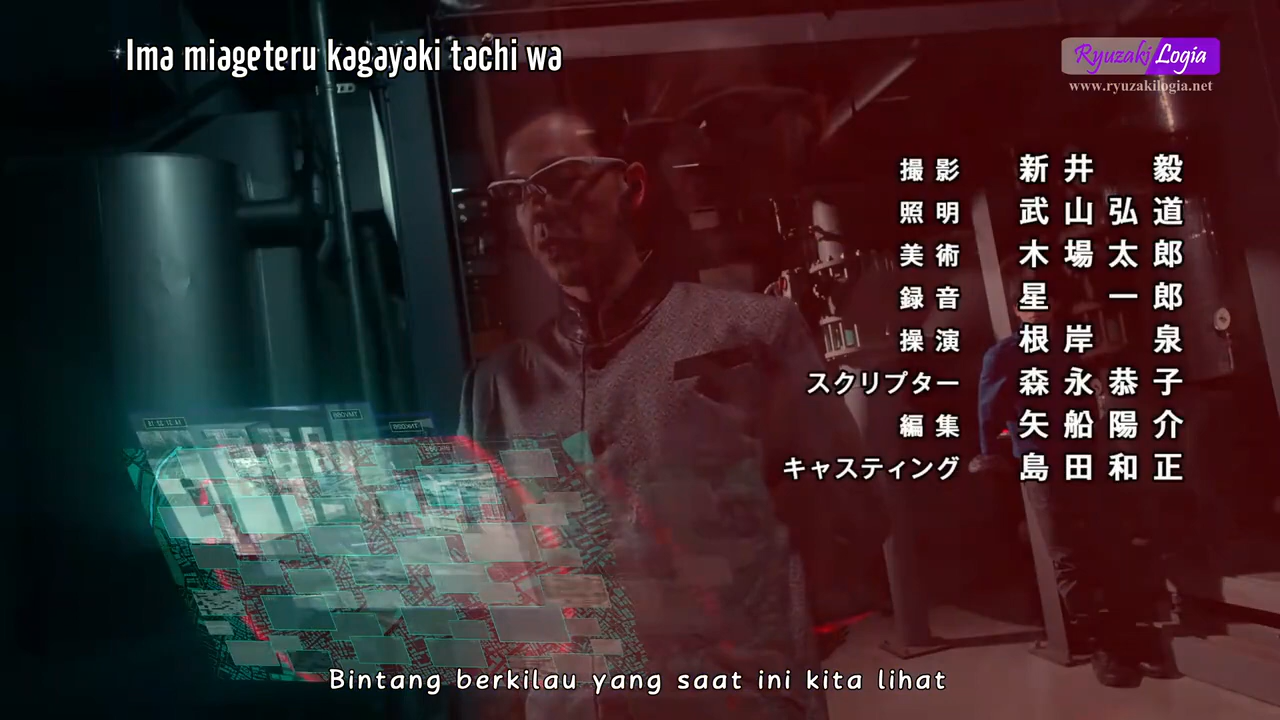 Ima miageteru kagayaki tachi wa
Ryuzaki Logia
www.ryuzakilogia.net
撮影 新井 毅
照明 武山弘道
美術 木場太郎
録音 星 一郎
操演 根岸 泉
スクリプター 森永恭子
編集 矢船陽介
キャスティング 島田和正
Bintang berkilau yang saat ini kita lihat